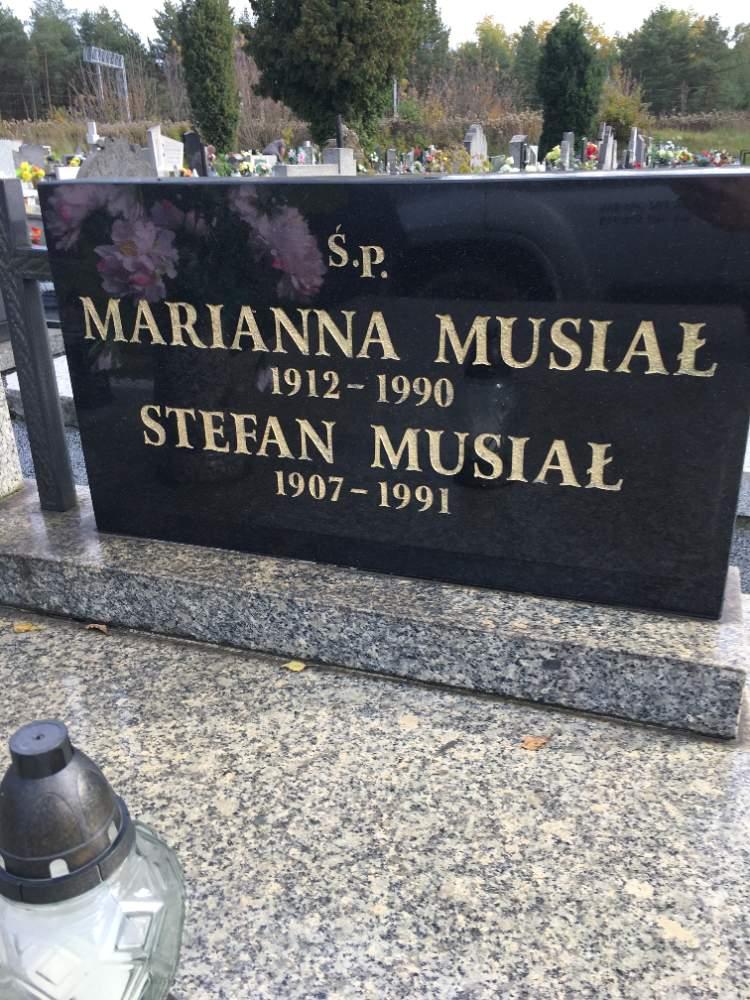 Ś.P.
MARIANNA MUSIAŁ
1912 - 1990
STEFAN MUSIAŁ
1907 - 1991